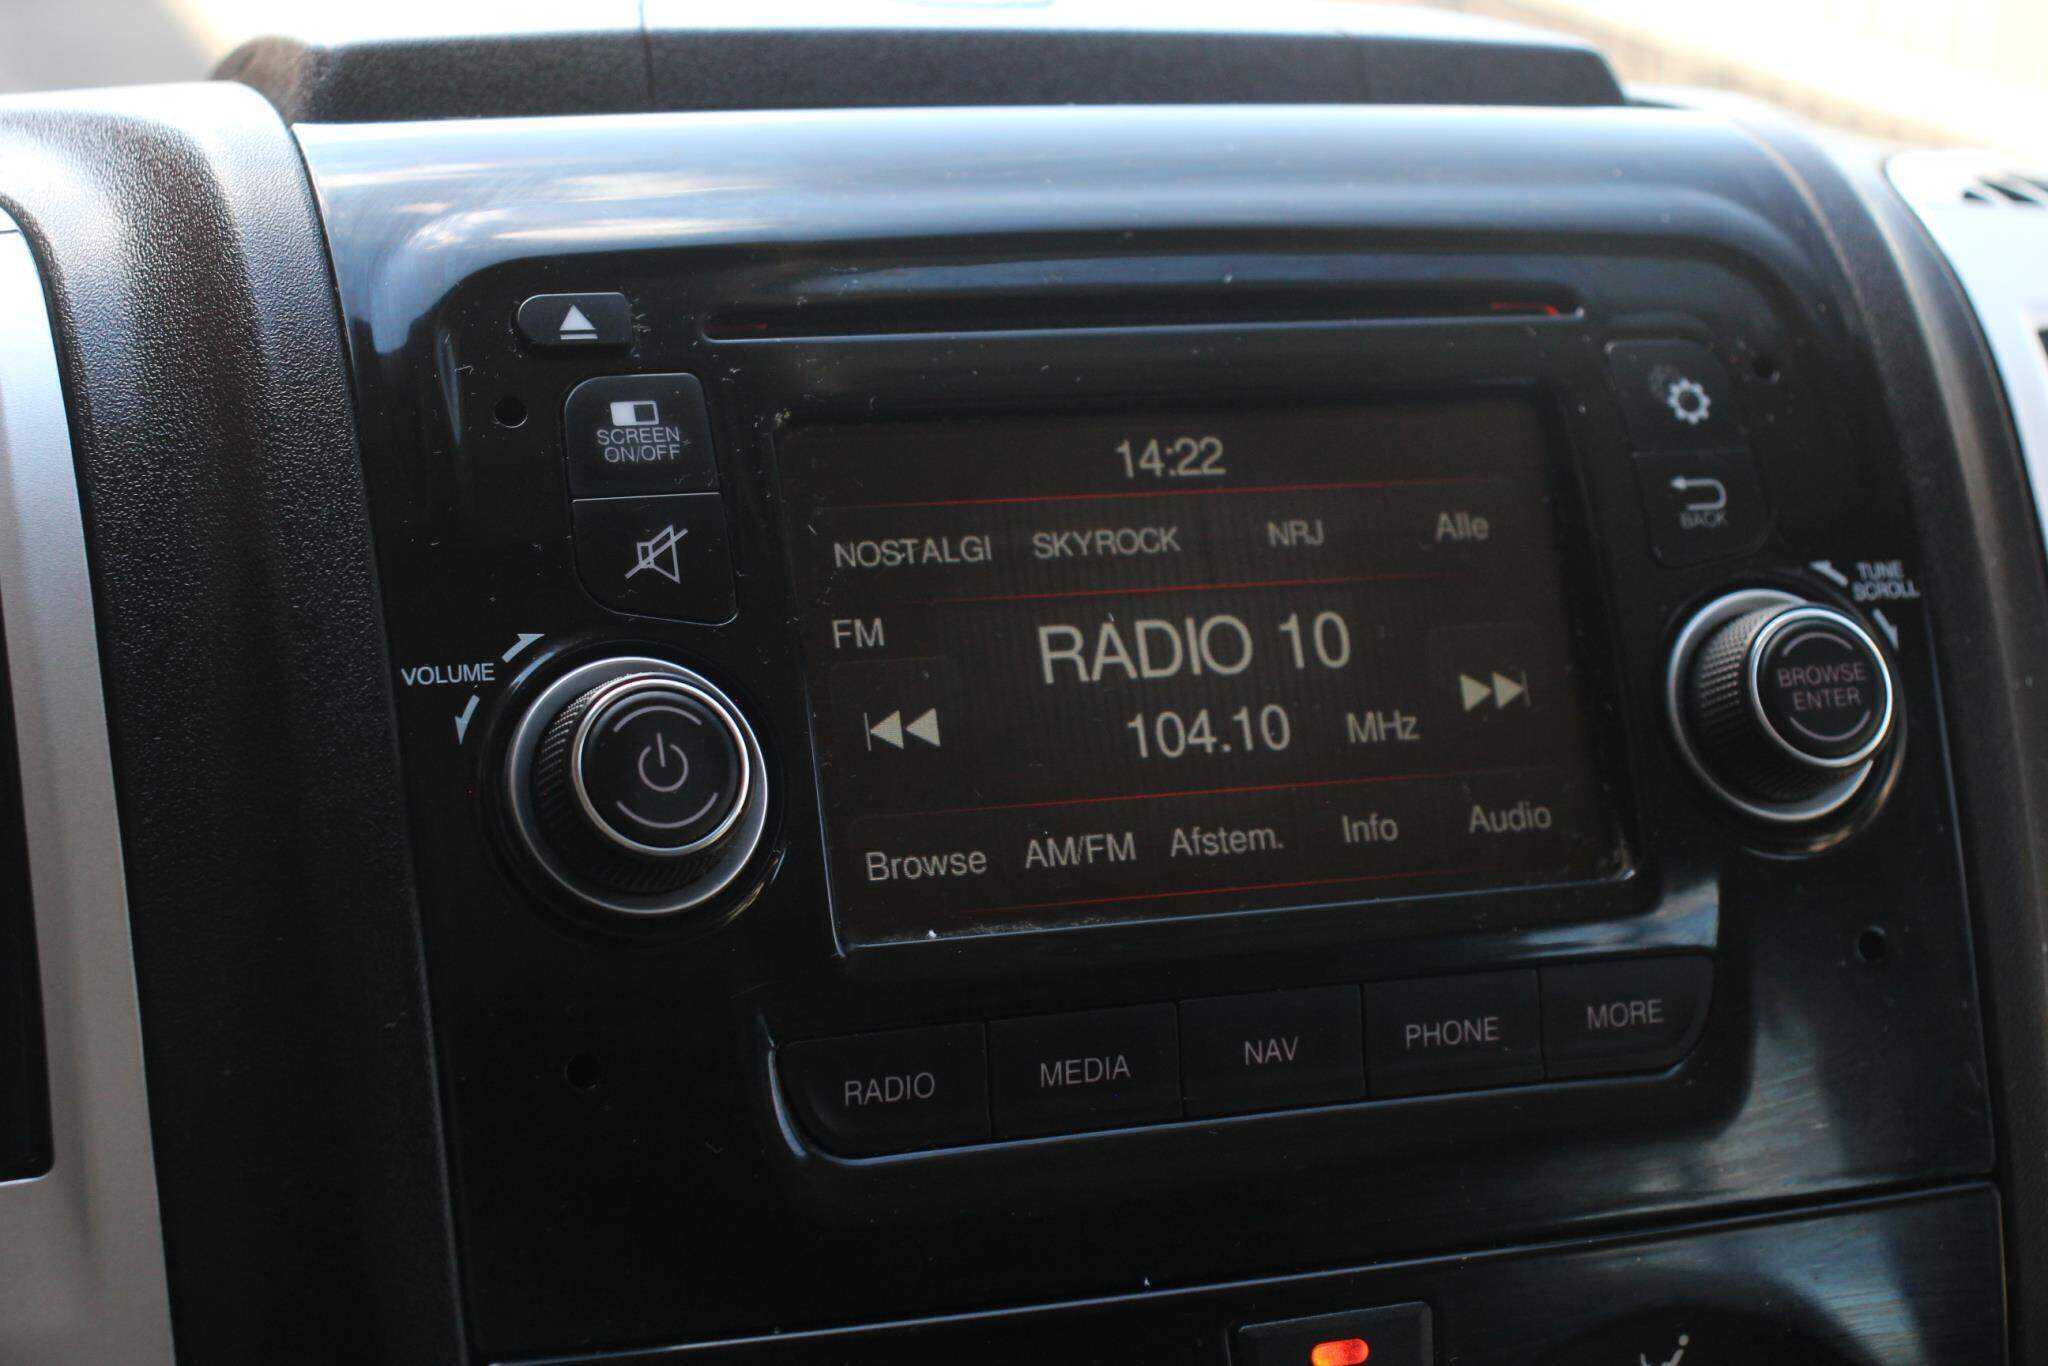 SCREEN
ON/OFF
14:22
BACK
NOSTALGI SKYROCK NRJ Alle
TUNE
SCROLL
FM
RADIO 10
VOLUME
104.10 MHz
BROWSE
ENTER
Browse AM/FM Afstem. Info Audio
RADIO MEDIA NAV PHONE MORE